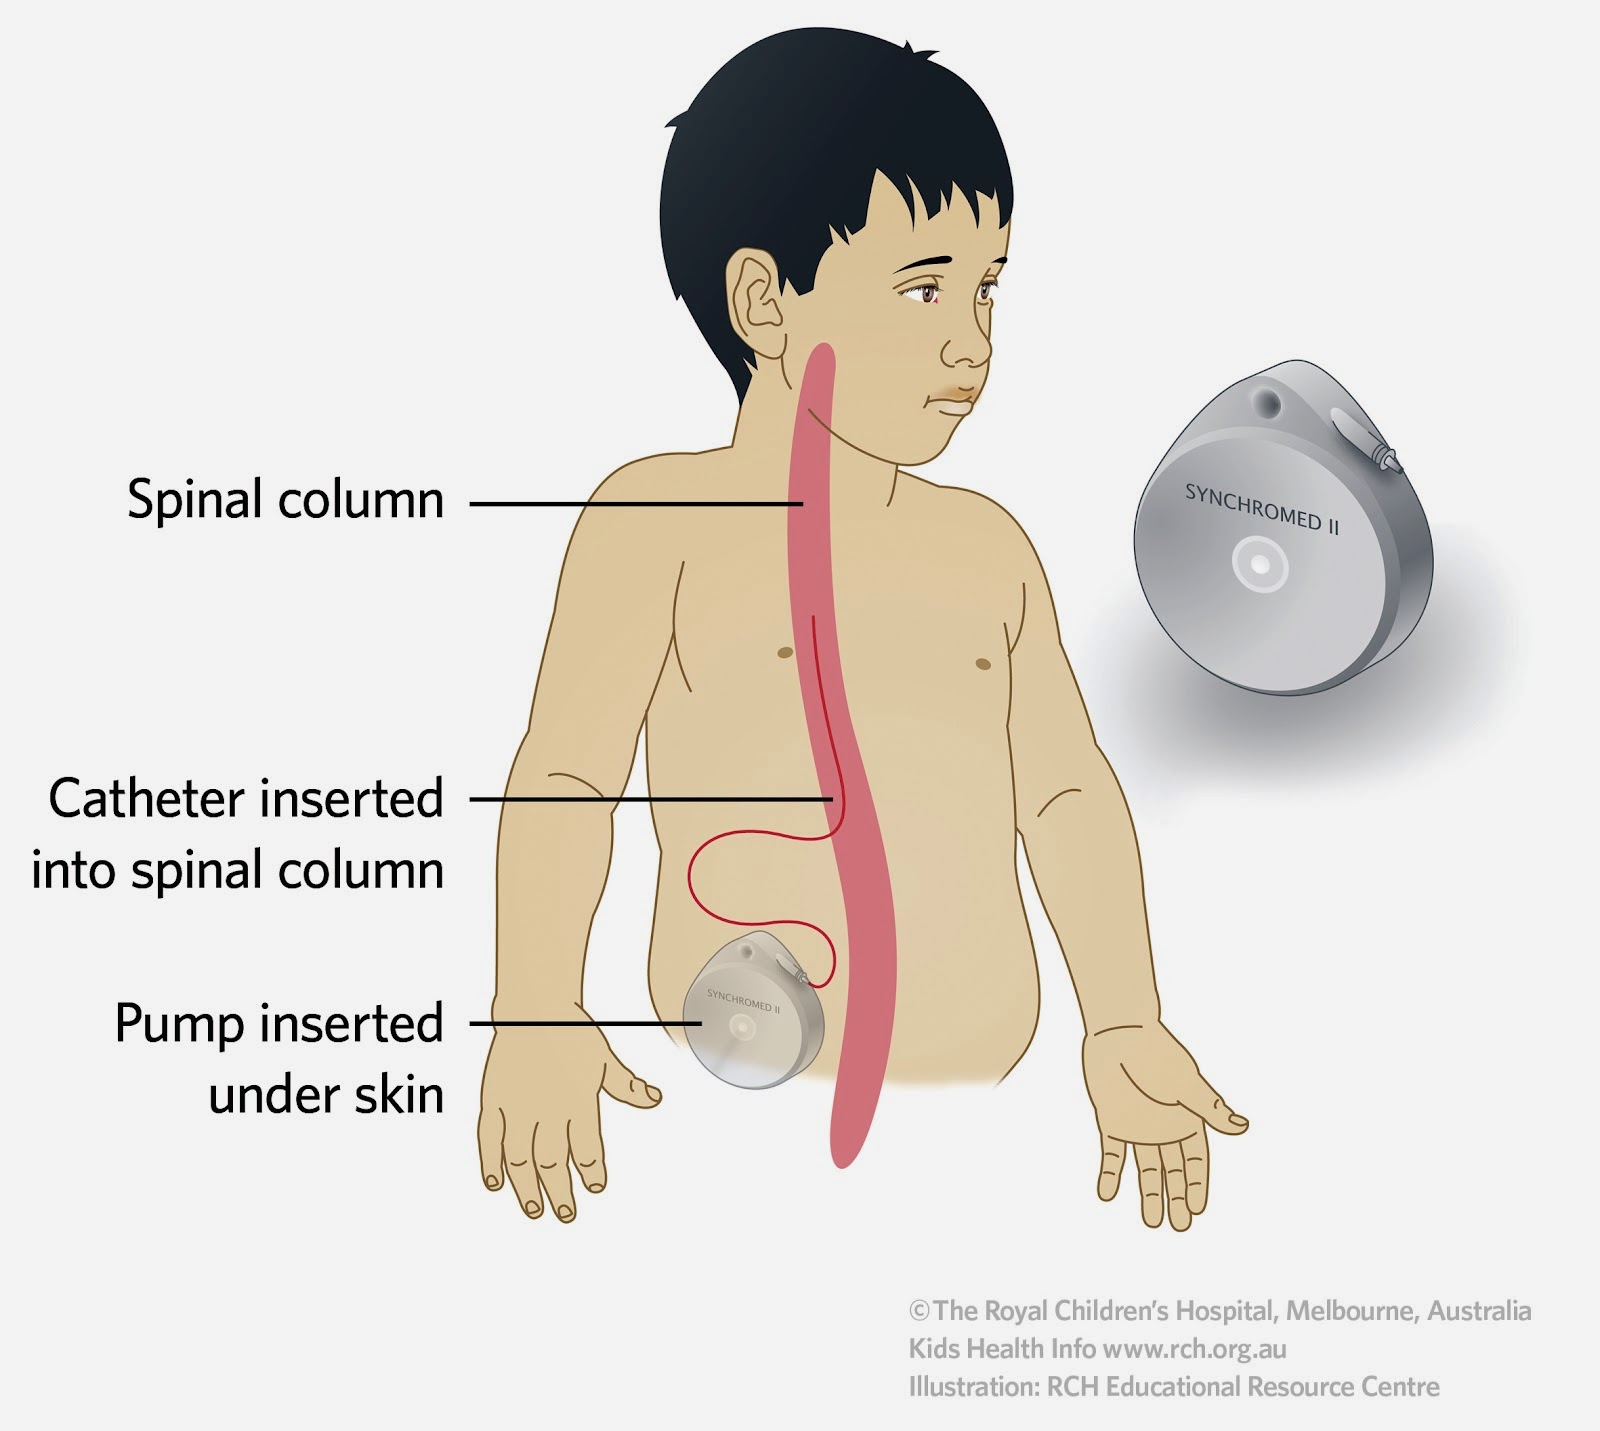 Spinal column
SYNCHROMED II
Catheter inserted
into spinal column
SYNCHROMED II
Pump inserted
under skin
© The Royal Children's Hospital, Melbourne, Australia
Kids Health Info www.rch.org.au
Illustration: RCH Educational Resource Centre